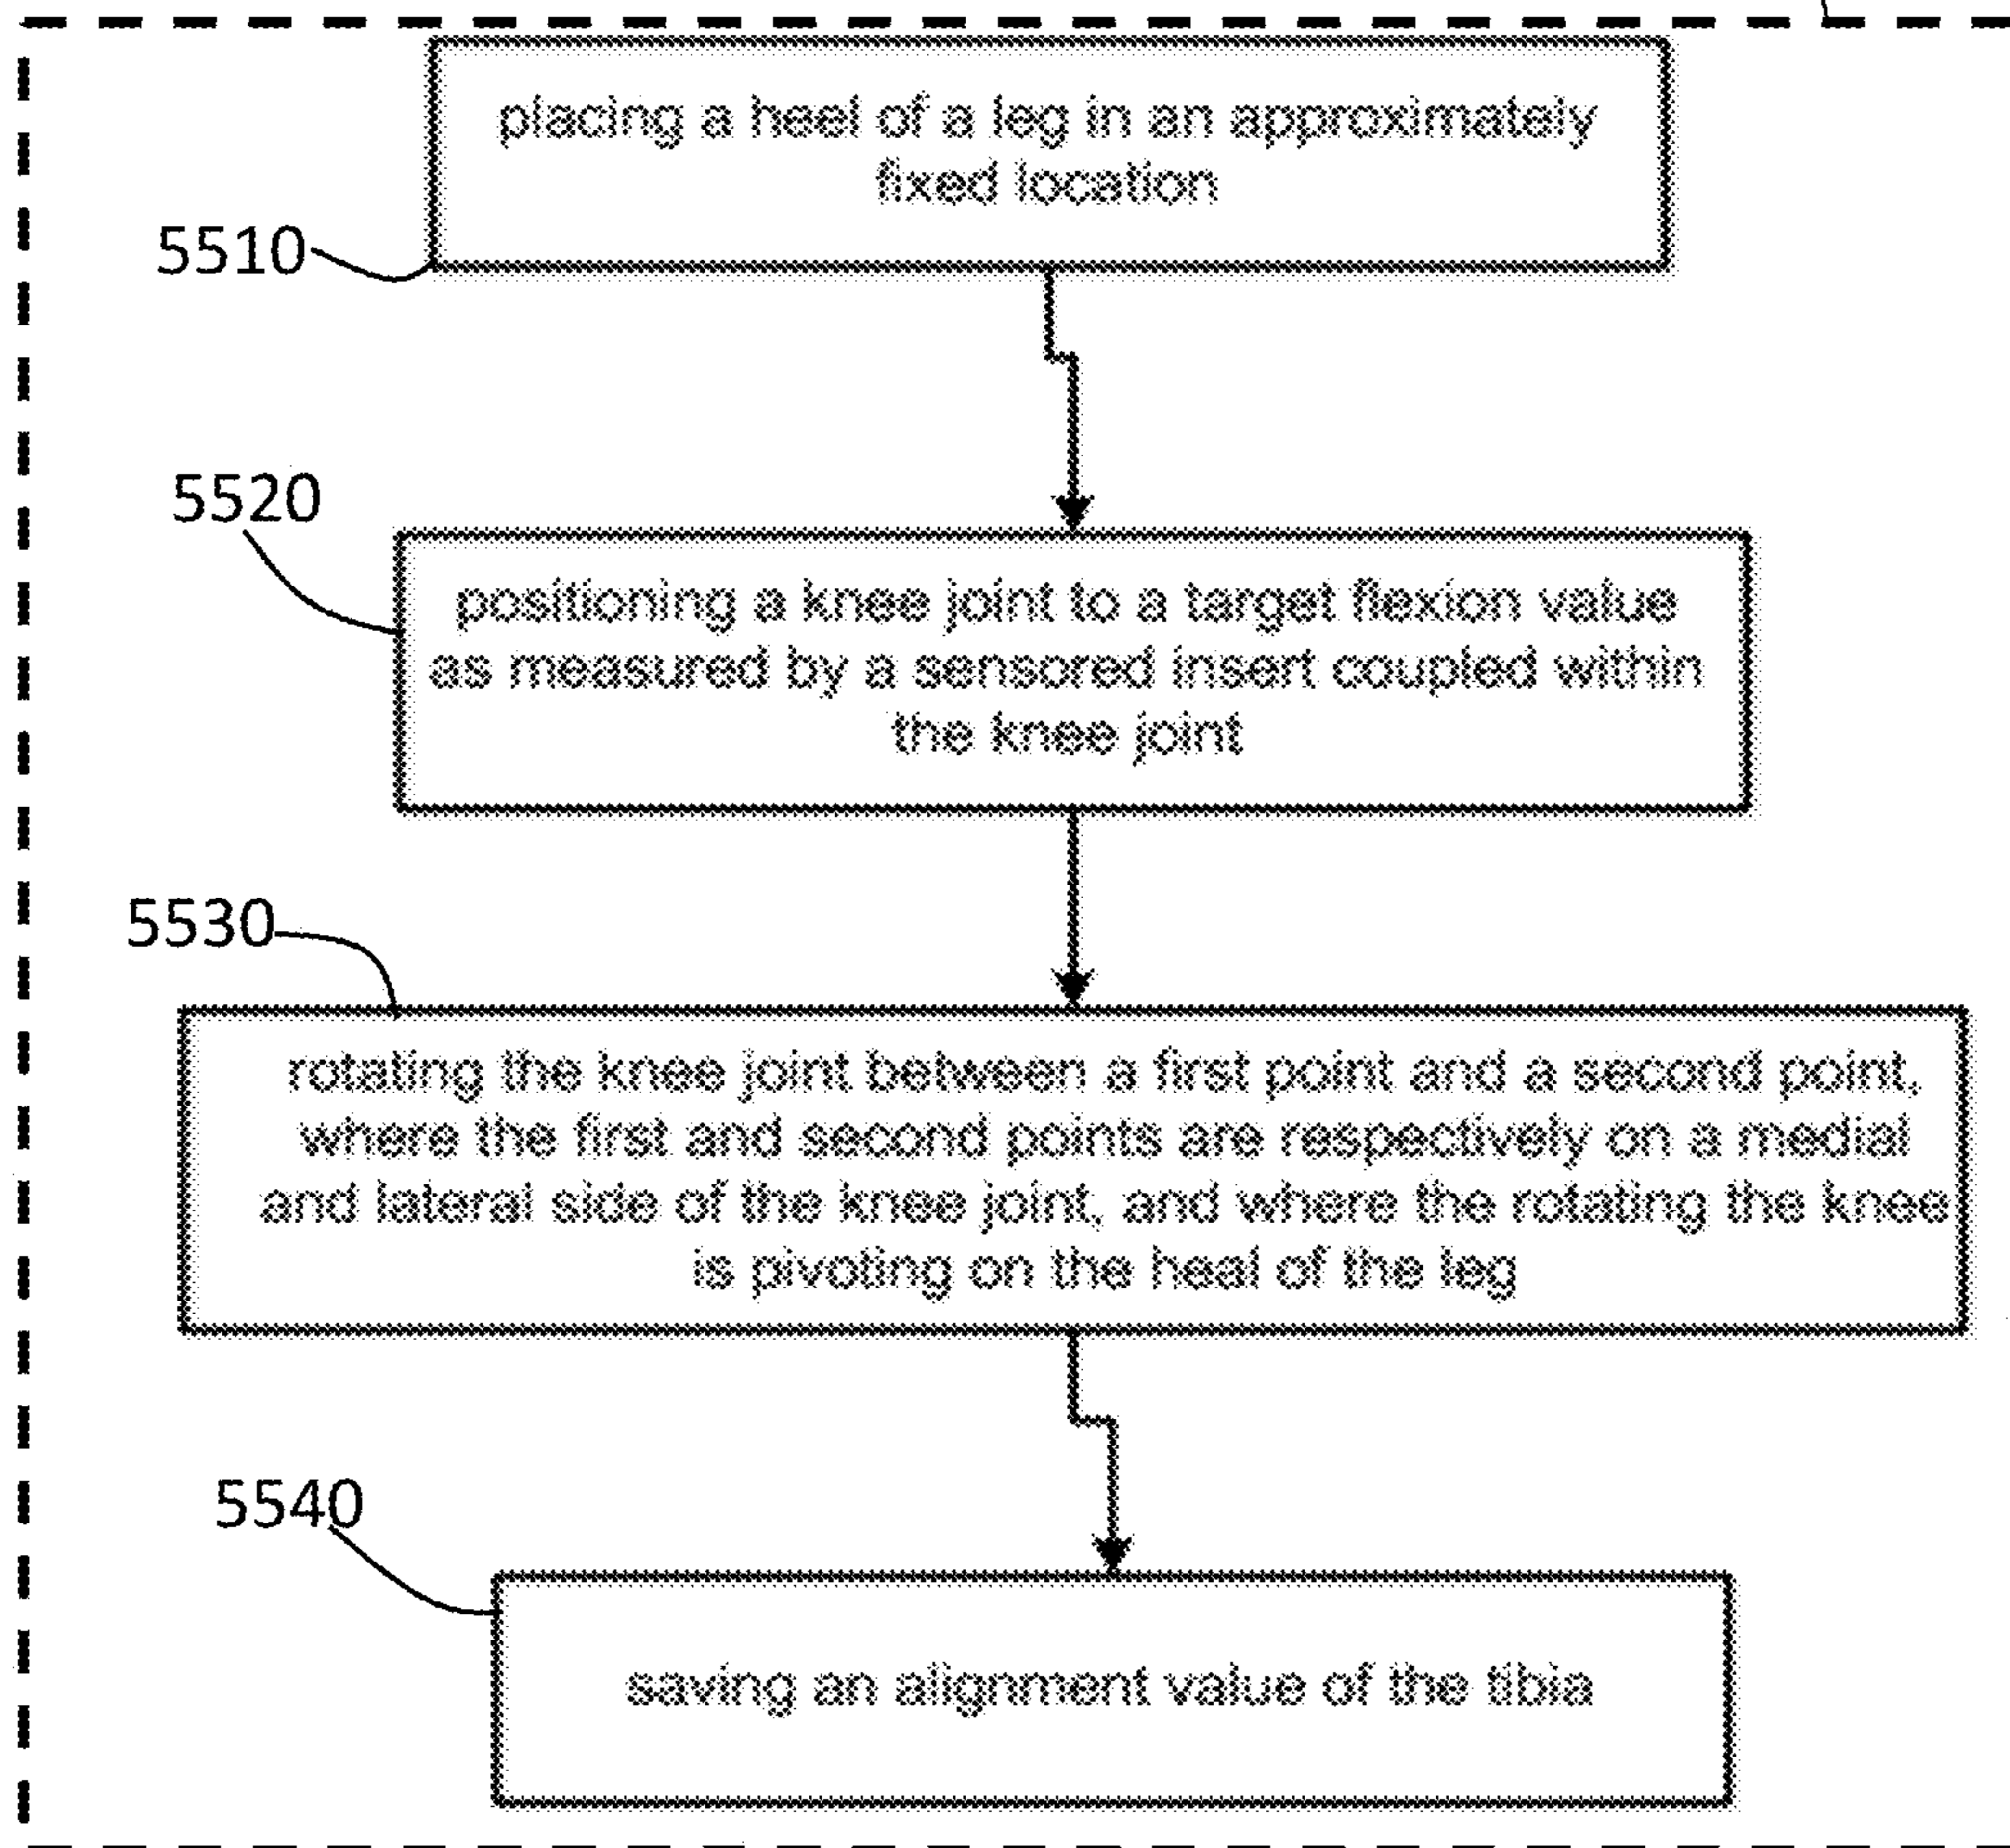 placing a heel of a leg in an approximately
fixed location
5510
5520
positioning a knee joint to a target flexion value
as measured by a sensored insert coupled within
the knee joint
5530
rotating the knee joint between a first point and a second point,
where the first and second points are respectively on a medial
and lateral side of the knee joint, and where the rotating the knee
is pivoting on the heal of the leg
5540
saving an alignment value of the tibia